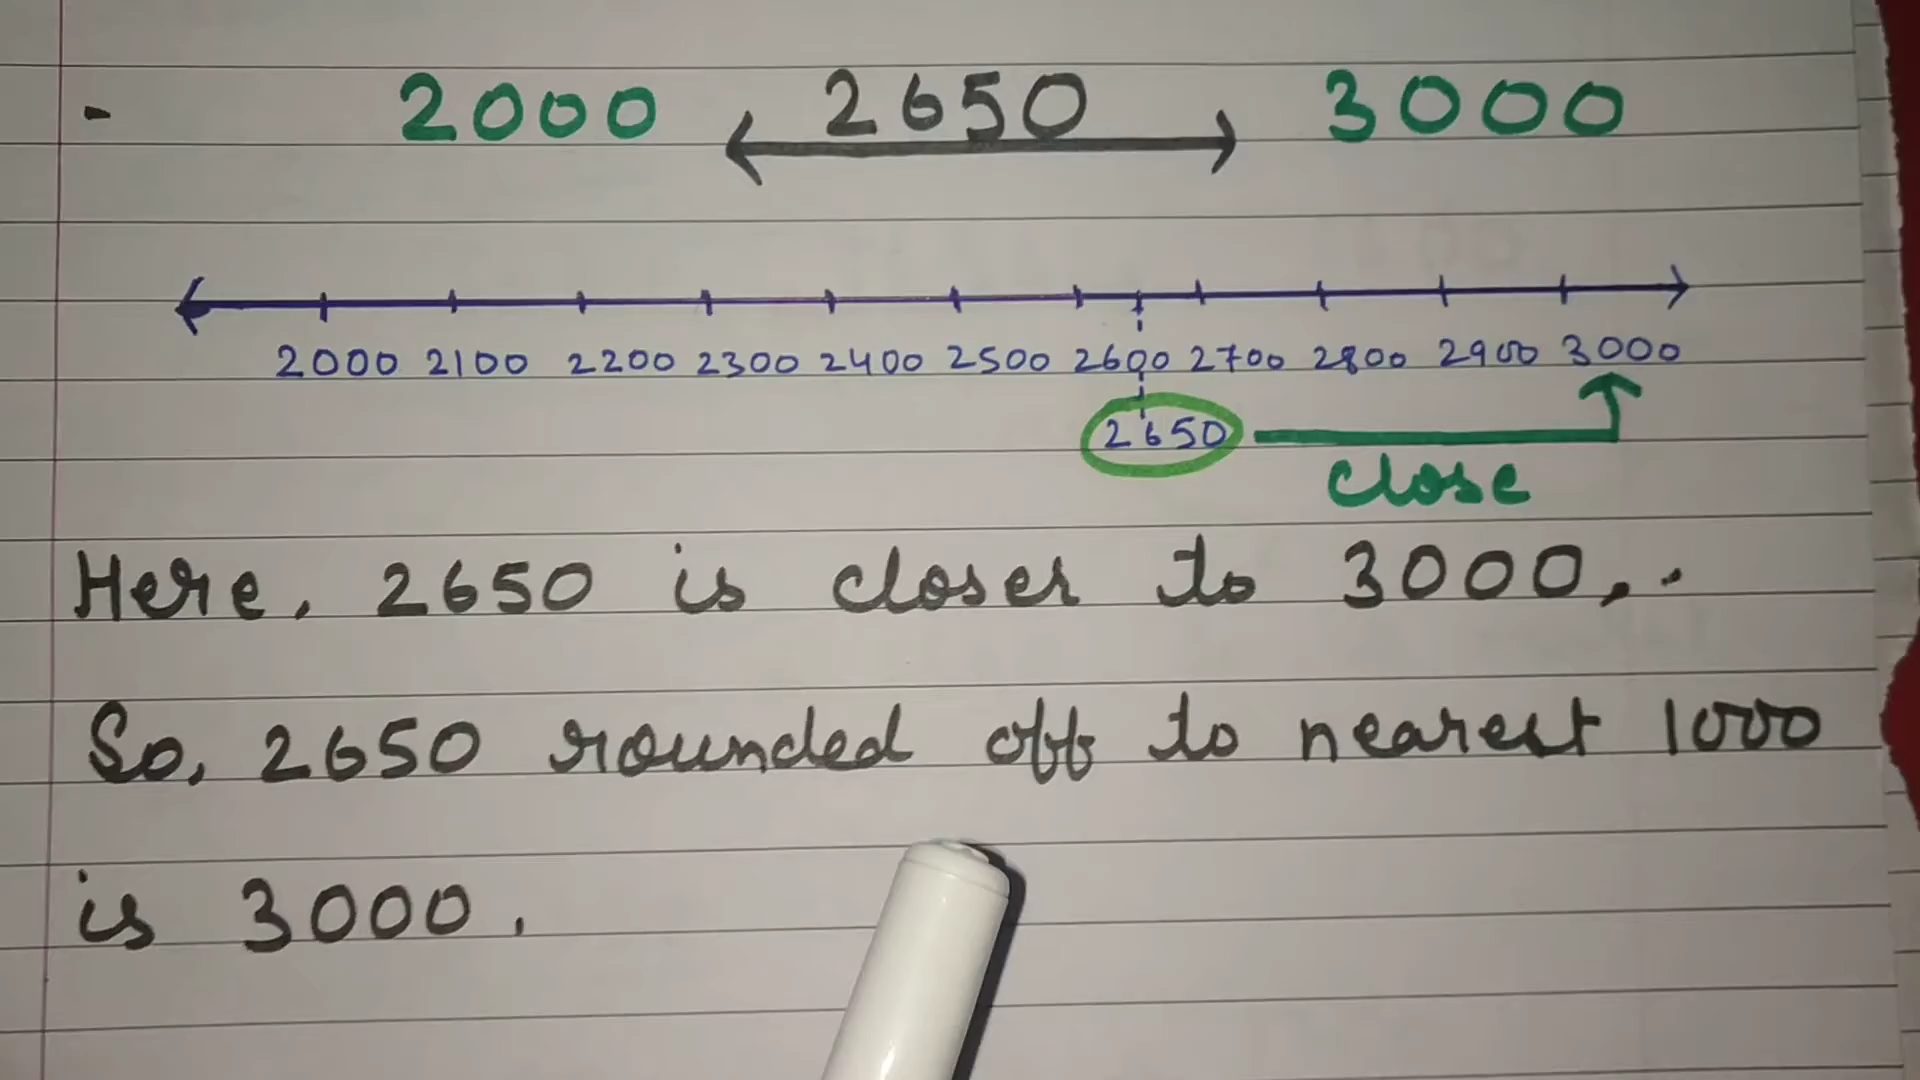 2000 2650 3000
2000 2100 2200 2300 2400 2500 2600 2700 2800 2900 3000
2650
close
Here, 2650 is closer to 3000,.
So, 2650 rounded off to nearest 1000
is 3000.